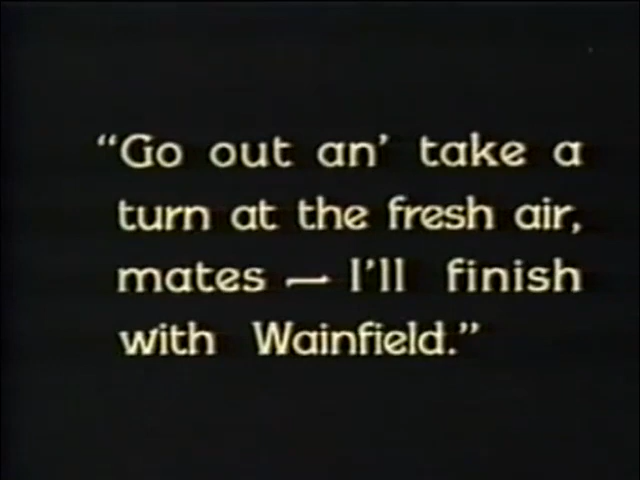 “Go out an’ take a
turn at the fresh air,
mates — I’ll finish
with Wainfield.”